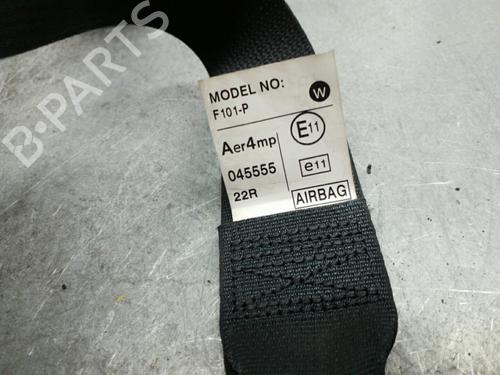 B-PARTS
MODEL NO:
F101-P
W
Aer4mp
E11
045555
e11
22R
AIRBAG